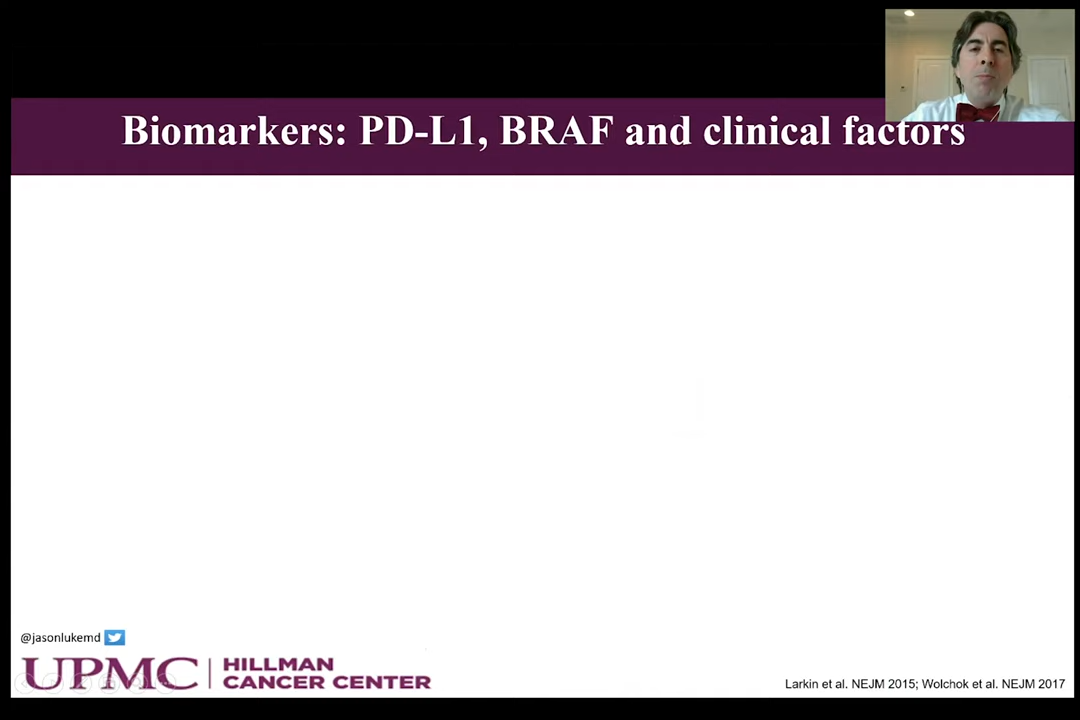 Biomarkers: PD-L1, BRAF and clinical factors
@jasonlukemd
UPMC | HILLMAN
CANCER CENTER
Larkin et al. NEJM 2015; Wolchok et al. NEJM 2017